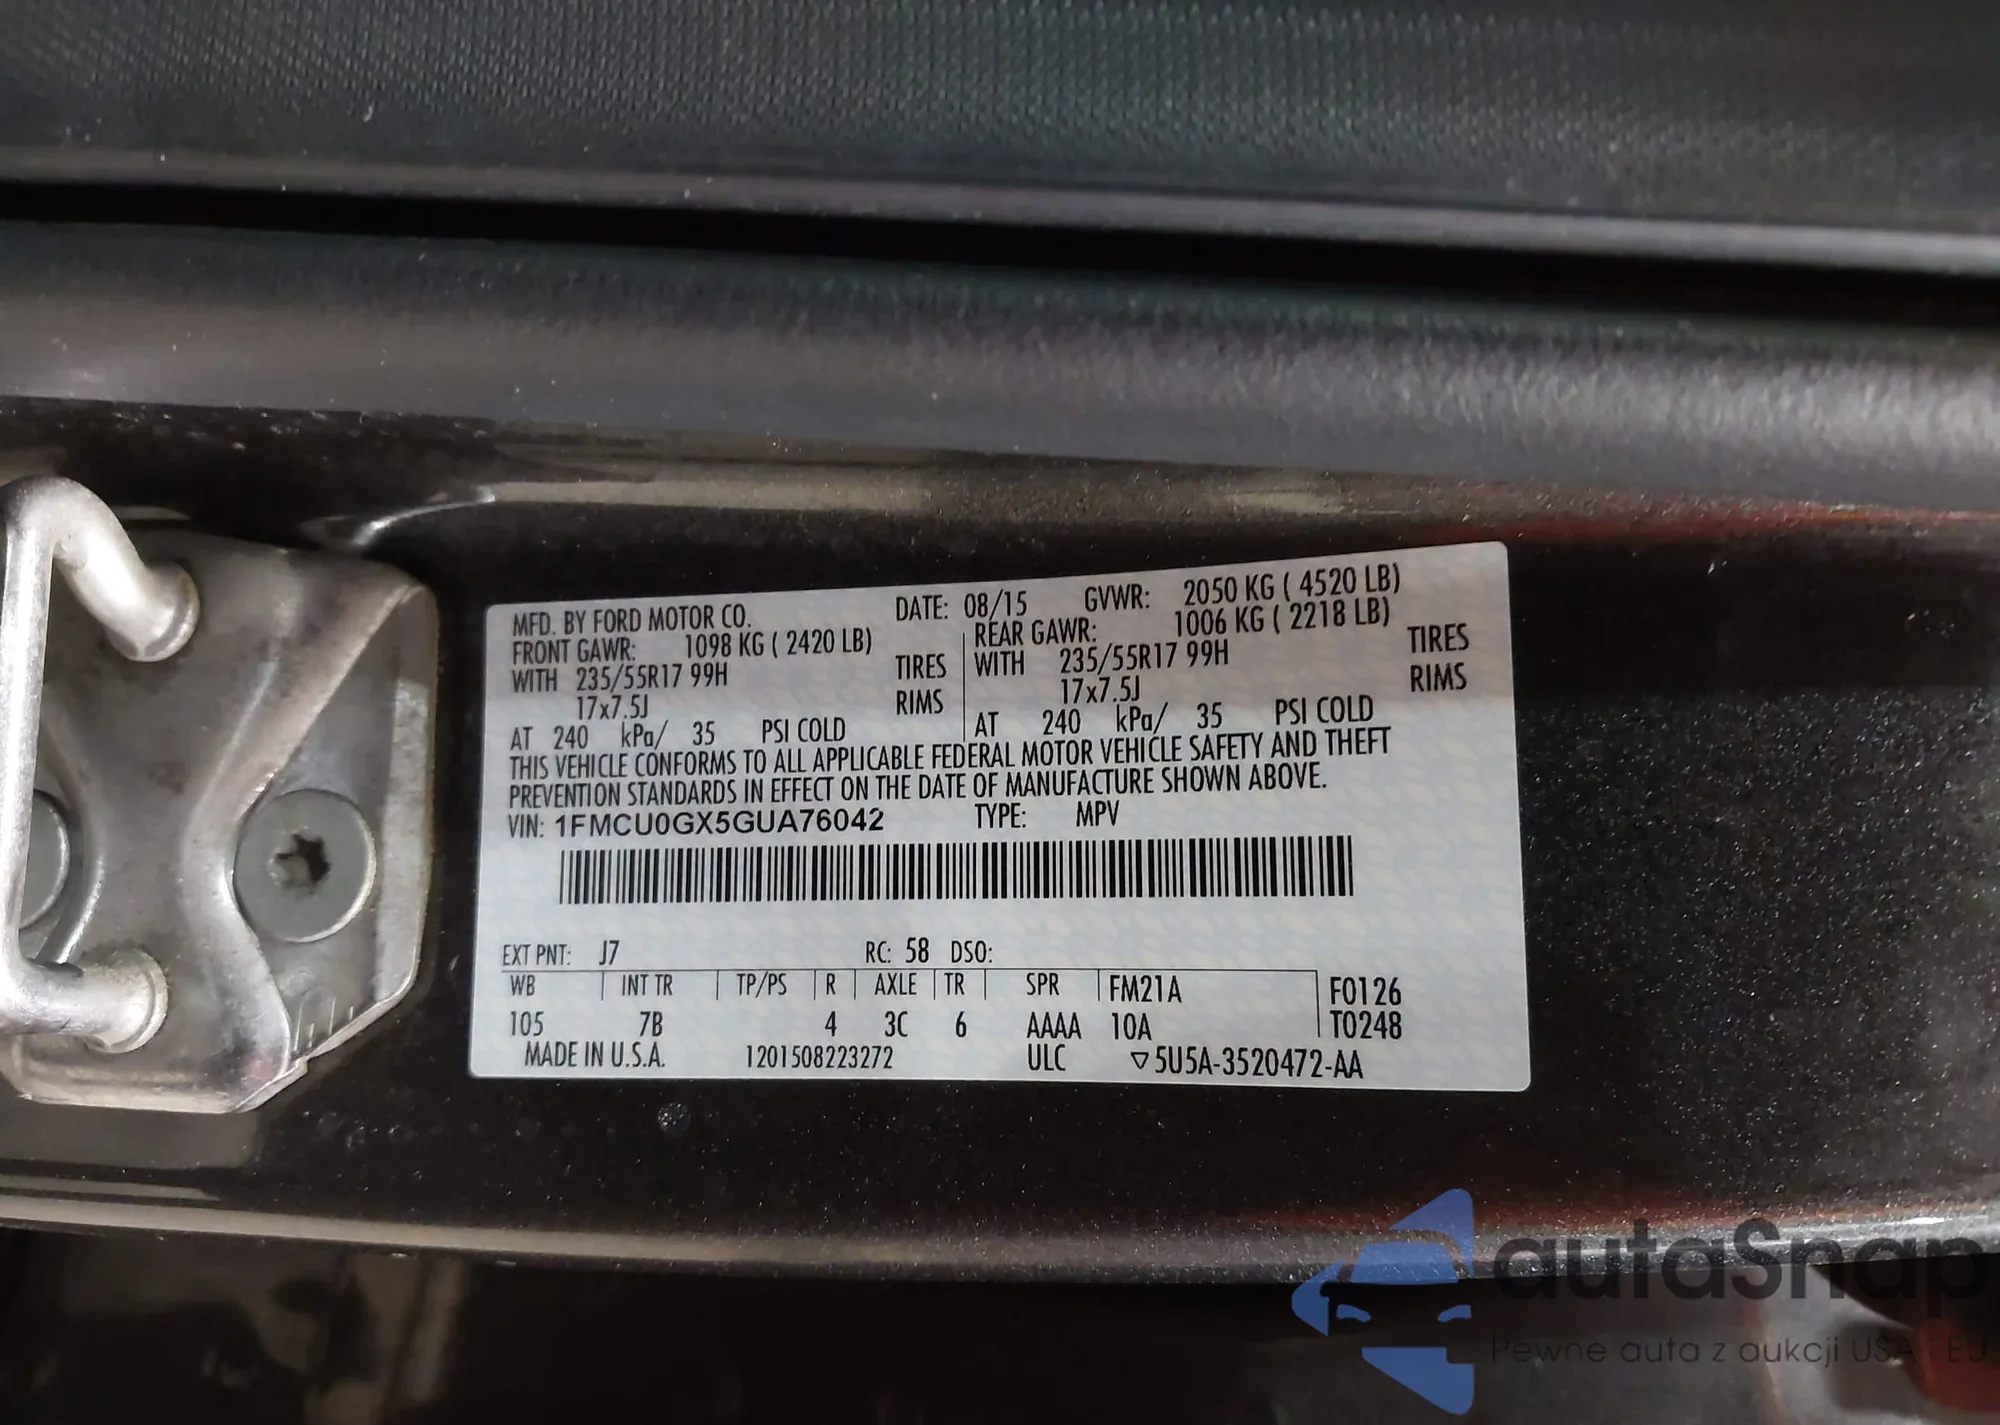 MFD. BY FORD MOTOR CO. DATE: 08/15 GVWR: 2050 KG ( 4520 LB)
FRONT GAWR: 1098 KG ( 2420 LB) REAR GAWR: 1006 KG ( 2218 LB)
WITH 235/55R17 99H TIRES WITH 235/55R17 99H TIRES
17x7.5J RIMS 17x7.5J RIMS
AT 240 kPa/ 35 PSI COLD AT 240 kPa/ 35 PSI COLD
THIS VEHICLE CONFORMS TO ALL APPLICABLE FEDERAL MOTOR VEHICLE SAFETY AND THEFT
PREVENTION STANDARDS IN EFFECT ON THE DATE OF MANUFACTURE SHOWN ABOVE.
VIN: 1FMCU0GX5GUA76042 TYPE: MPV
EXT PNT: J7 RC: 58 DSO:
WB INT TR TP/PS R AXLE TR SPR FM21A F0126
105 7B 4 3C 6 AAAA 10A T0248
MADE IN U.S.A. 1201508223272 ULC ▽5U5A-3520472-AA
autaSnap
Pewne auta z aukcji USA i EU